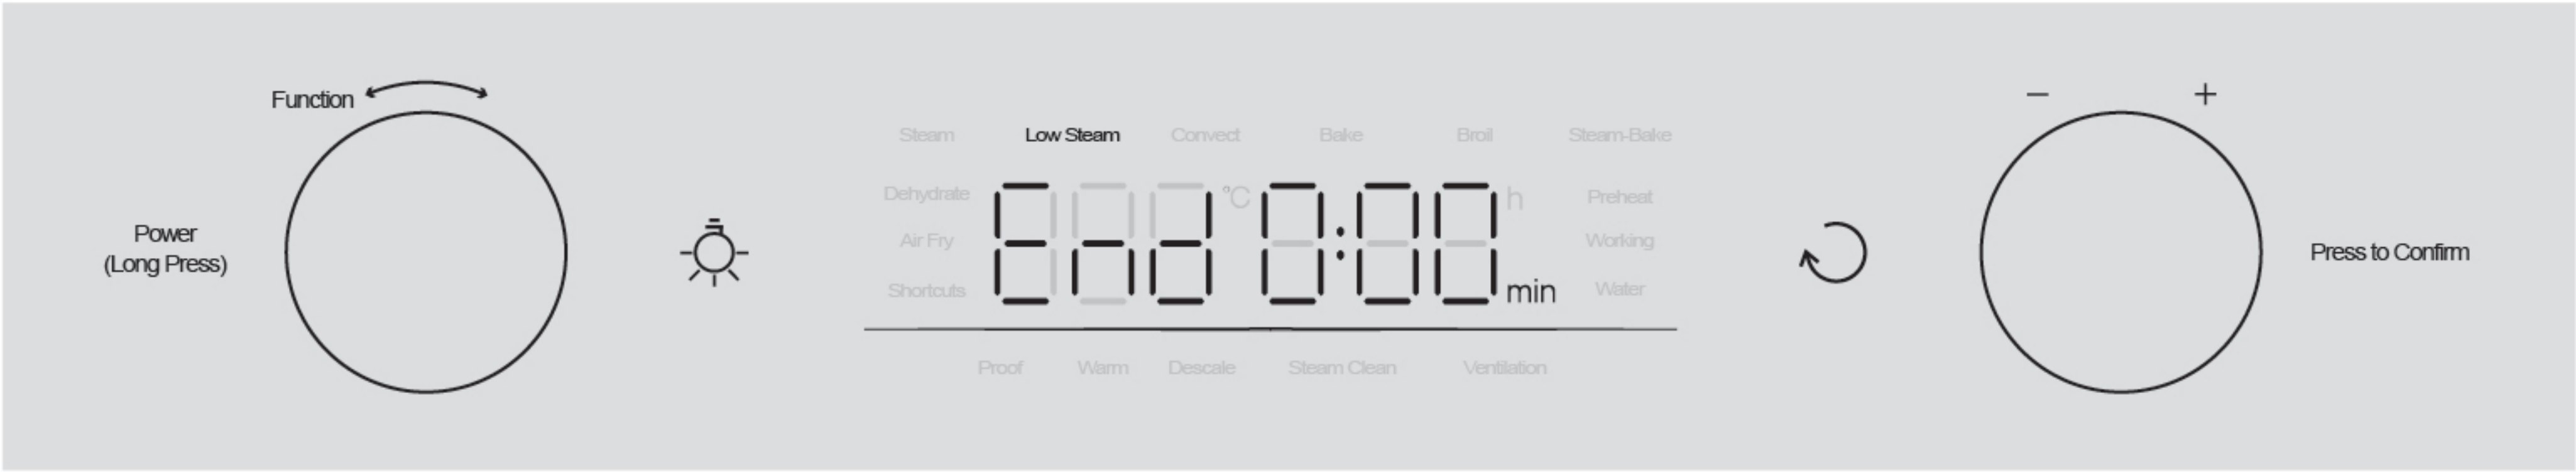 Function
Power
(Long Press)
Steam Low Steam Convect Bake Broil Steam-Bake
Dehydrate
Air Fry
Shortcuts
End °C 0:00 h
min
Preheat
Working
Water
Proof Warm Descale Steam Clean Ventilation
− +
Press to Confirm